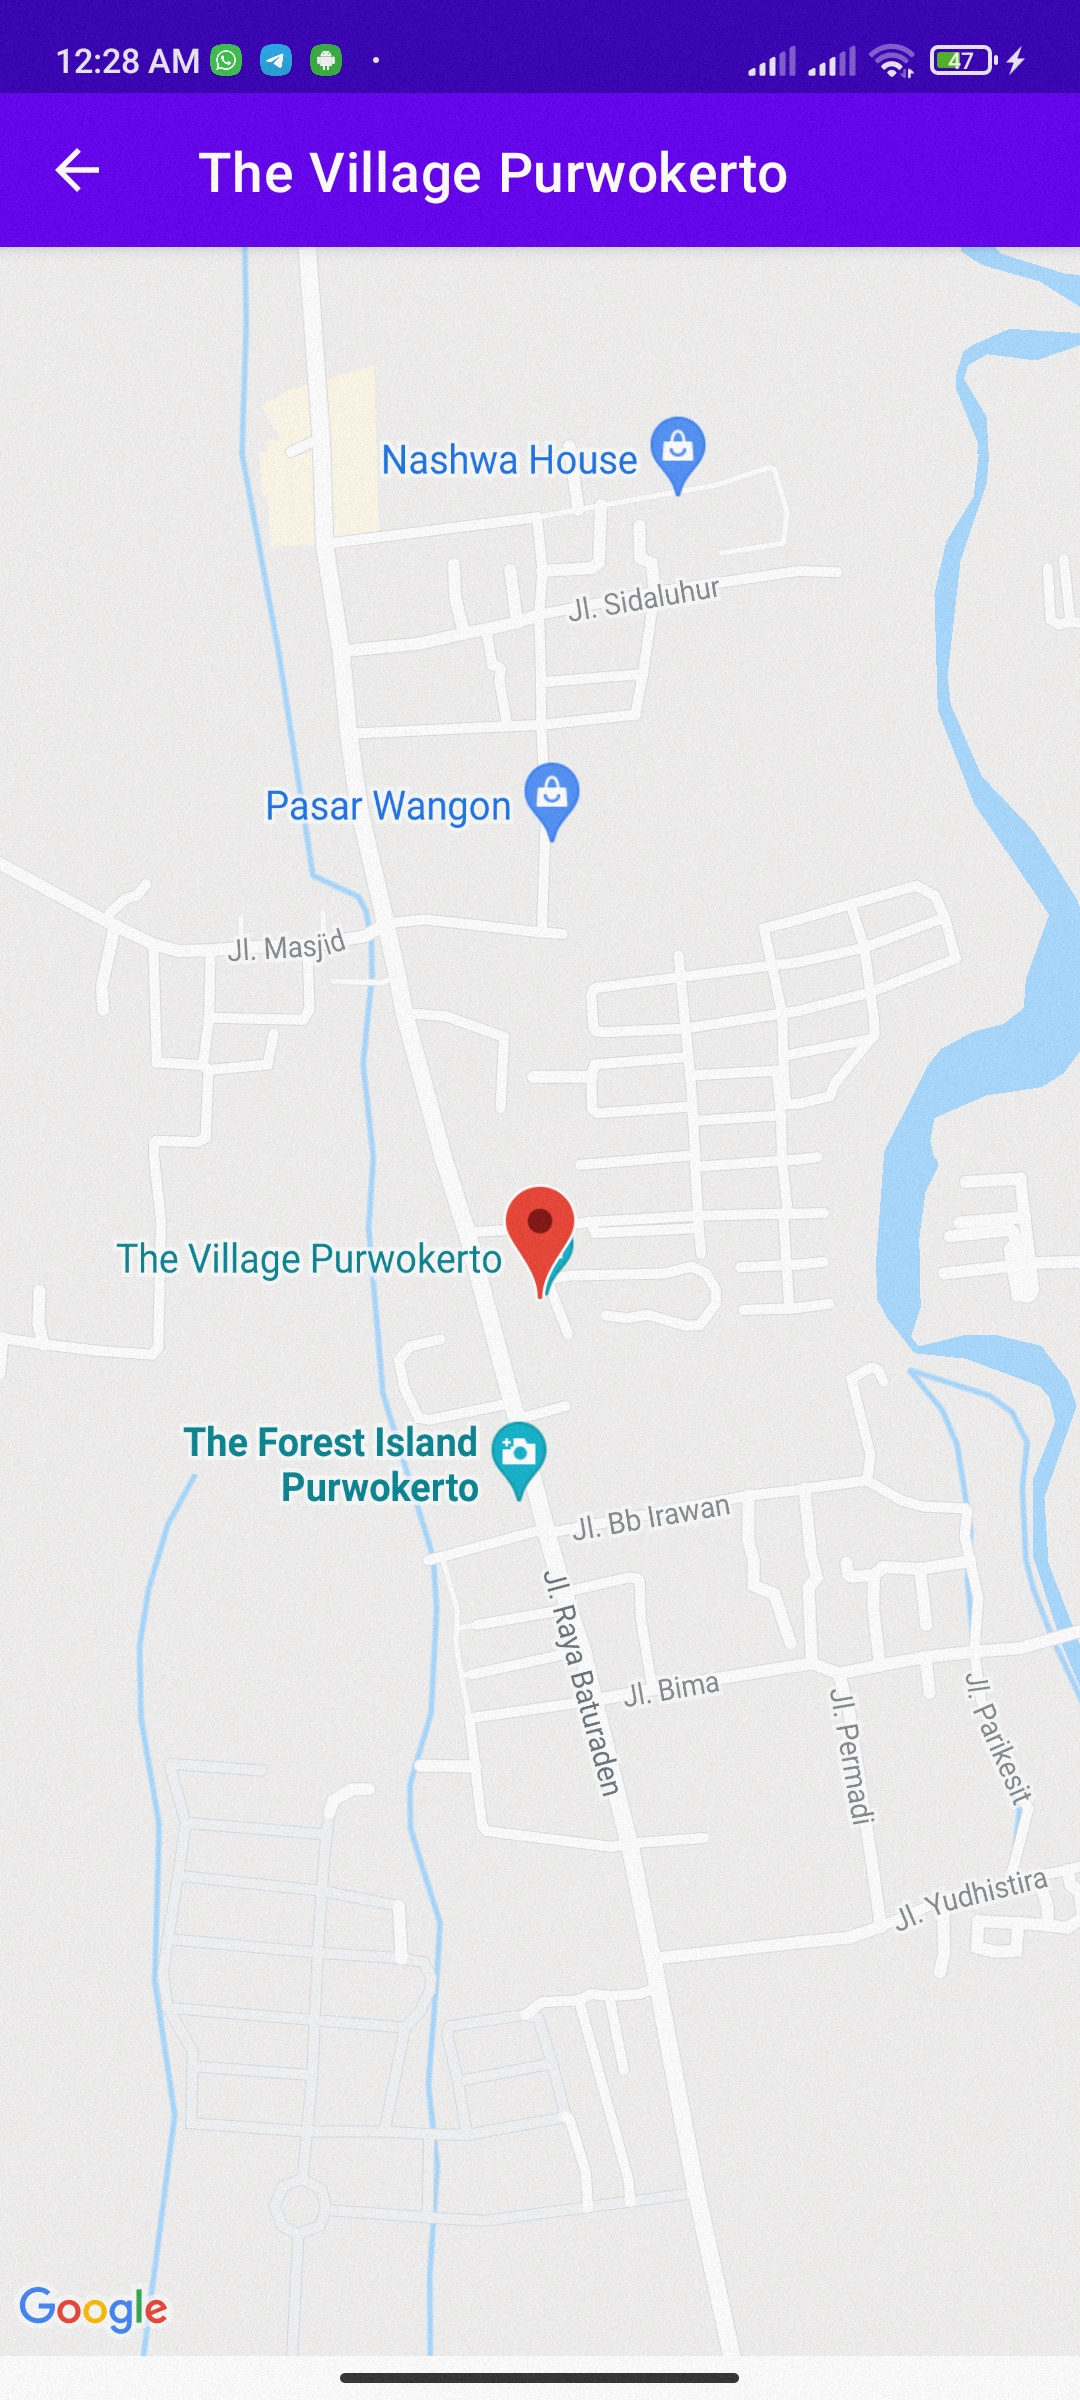 12:28 AM
47
The Village Purwokerto
Nashwa House
Jl. Sidaluhur
Pasar Wangon
Jl. Masjid
The Village Purwokerto
The Forest Island
Purwokerto
Jl. Bb Irawan
Jl. Raya Baturaden
Jl. Bima
Jl. Permadi
Jl. Parikesit
Jl. Yudhistira
Google